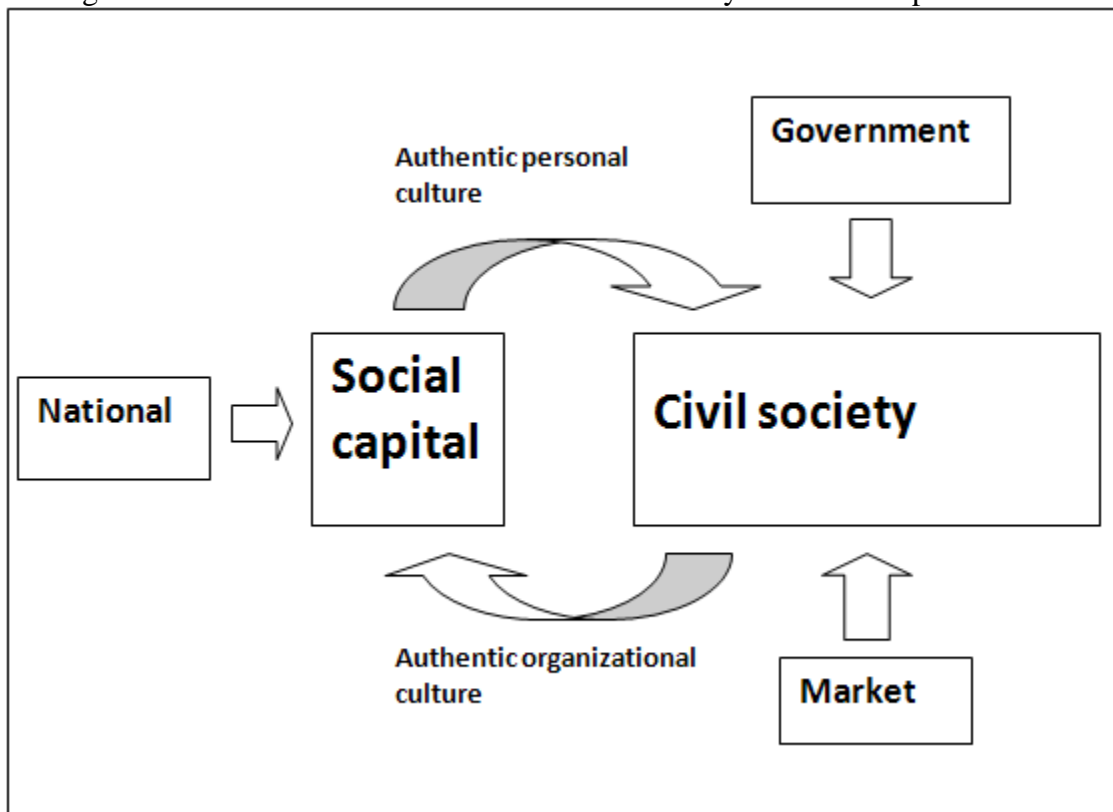 Government
Authentic personal
culture
Social
capital
National
Civil society
Authentic organizational
culture
Market